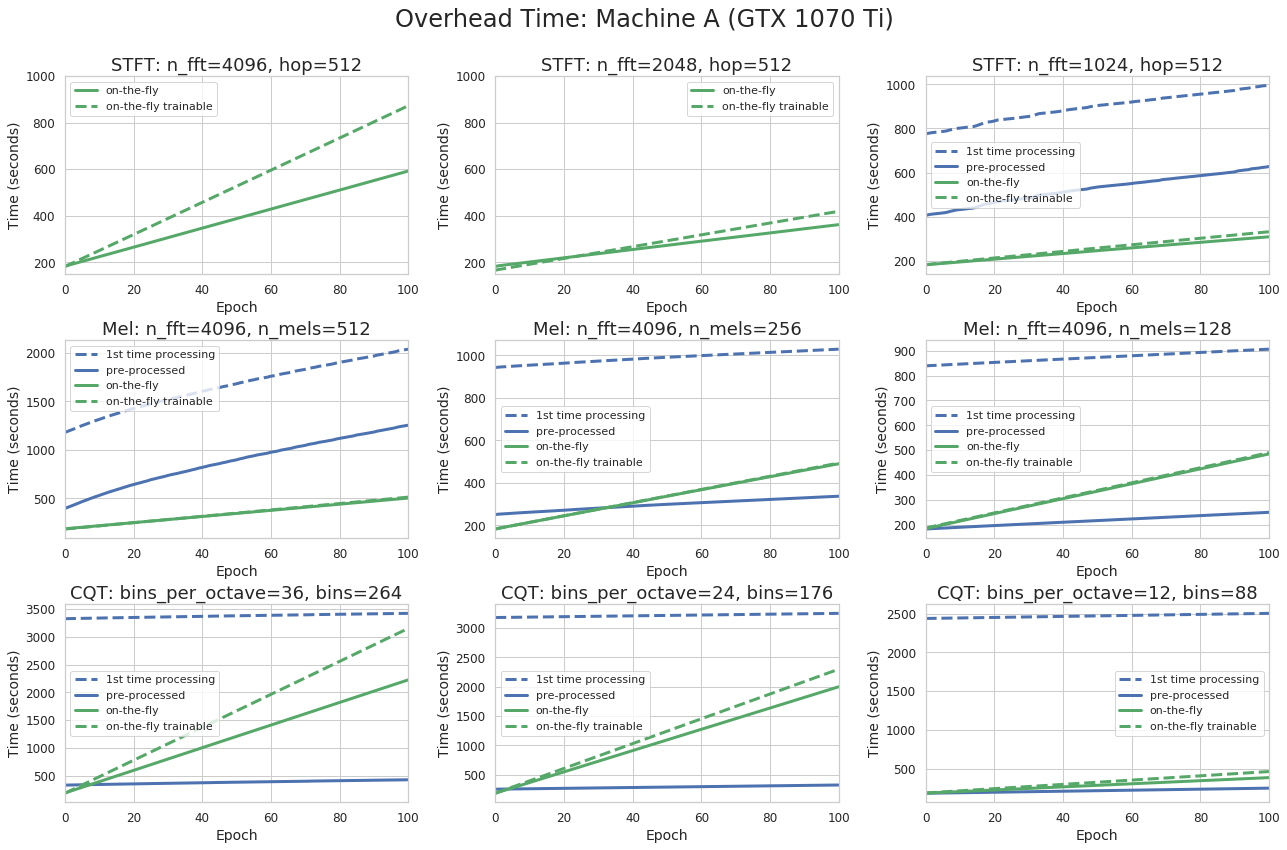 Overhead Time: Machine A (GTX 1070 Ti)
STFT: n_fft=4096, hop=512
1000
800
600
400
200
Time (seconds)
on-the-fly
on-the-fly trainable
0 20 40 60 80 100
Epoch
STFT: n_fft=2048, hop=512
1000
800
600
400
200
Time (seconds)
on-the-fly
on-the-fly trainable
0 20 40 60 80 100
Epoch
STFT: n_fft=1024, hop=512
1000
800
600
400
200
Time (seconds)
1st time processing
pre-processed
on-the-fly
on-the-fly trainable
0 20 40 60 80 100
Epoch
Mel: n_fft=4096, n_mels=512
2000
1500
1000
500
Time (seconds)
1st time processing
pre-processed
on-the-fly
on-the-fly trainable
0 20 40 60 80 100
Epoch
Mel: n_fft=4096, n_mels=256
1000
800
600
400
200
Time (seconds)
1st time processing
pre-processed
on-the-fly
on-the-fly trainable
0 20 40 60 80 100
Epoch
Mel: n_fft=4096, n_mels=128
900
800
700
600
500
400
300
200
Time (seconds)
1st time processing
pre-processed
on-the-fly
on-the-fly trainable
0 20 40 60 80 100
Epoch
CQT: bins_per_octave=36, bins=264
3500
3000
2500
2000
1500
1000
500
Time (seconds)
1st time processing
pre-processed
on-the-fly
on-the-fly trainable
0 20 40 60 80 100
Epoch
CQT: bins_per_octave=24, bins=176
3000
2500
2000
1500
1000
500
Time (seconds)
1st time processing
pre-processed
on-the-fly
on-the-fly trainable
0 20 40 60 80 100
Epoch
CQT: bins_per_octave=12, bins=88
2500
2000
1500
1000
500
Time (seconds)
1st time processing
pre-processed
on-the-fly
on-the-fly trainable
0 20 40 60 80 100
Epoch